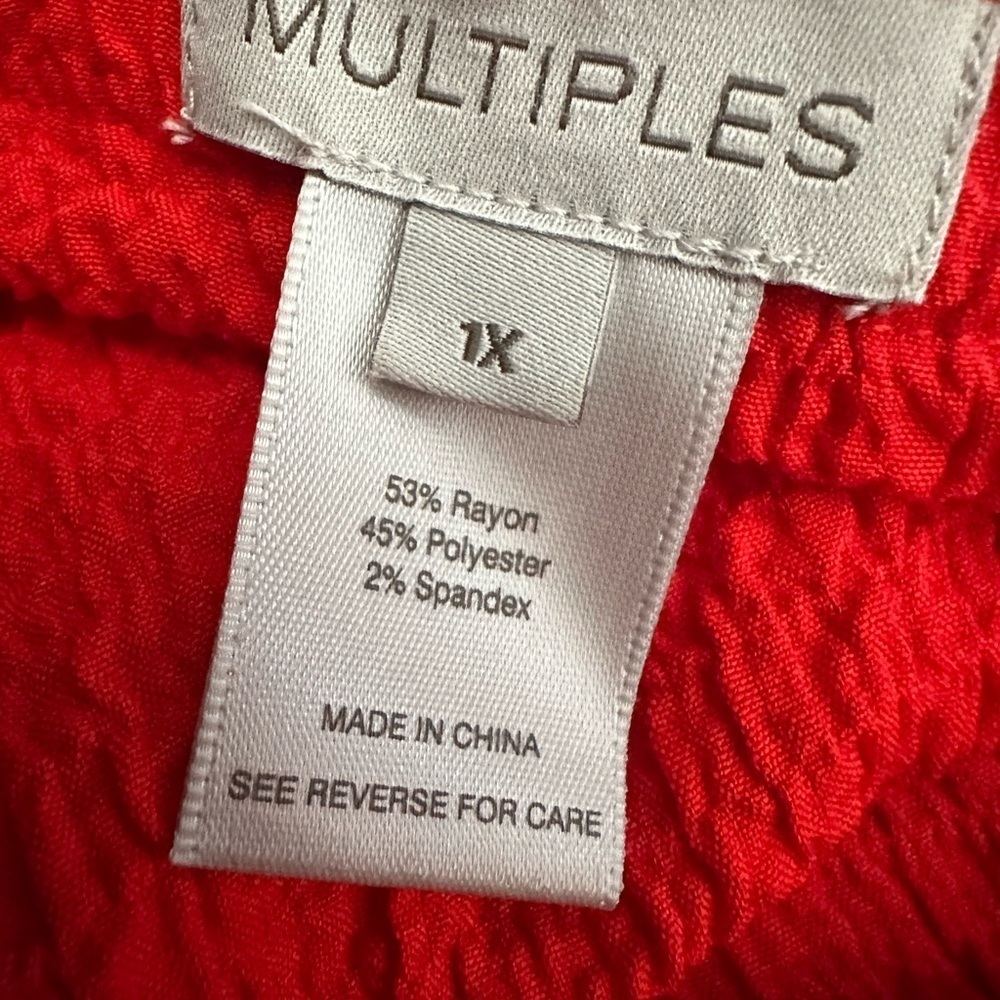 MULTIPLES
1X
53% Rayon
45% Polyester
2% Spandex
MADE IN CHINA
SEE REVERSE FOR CARE